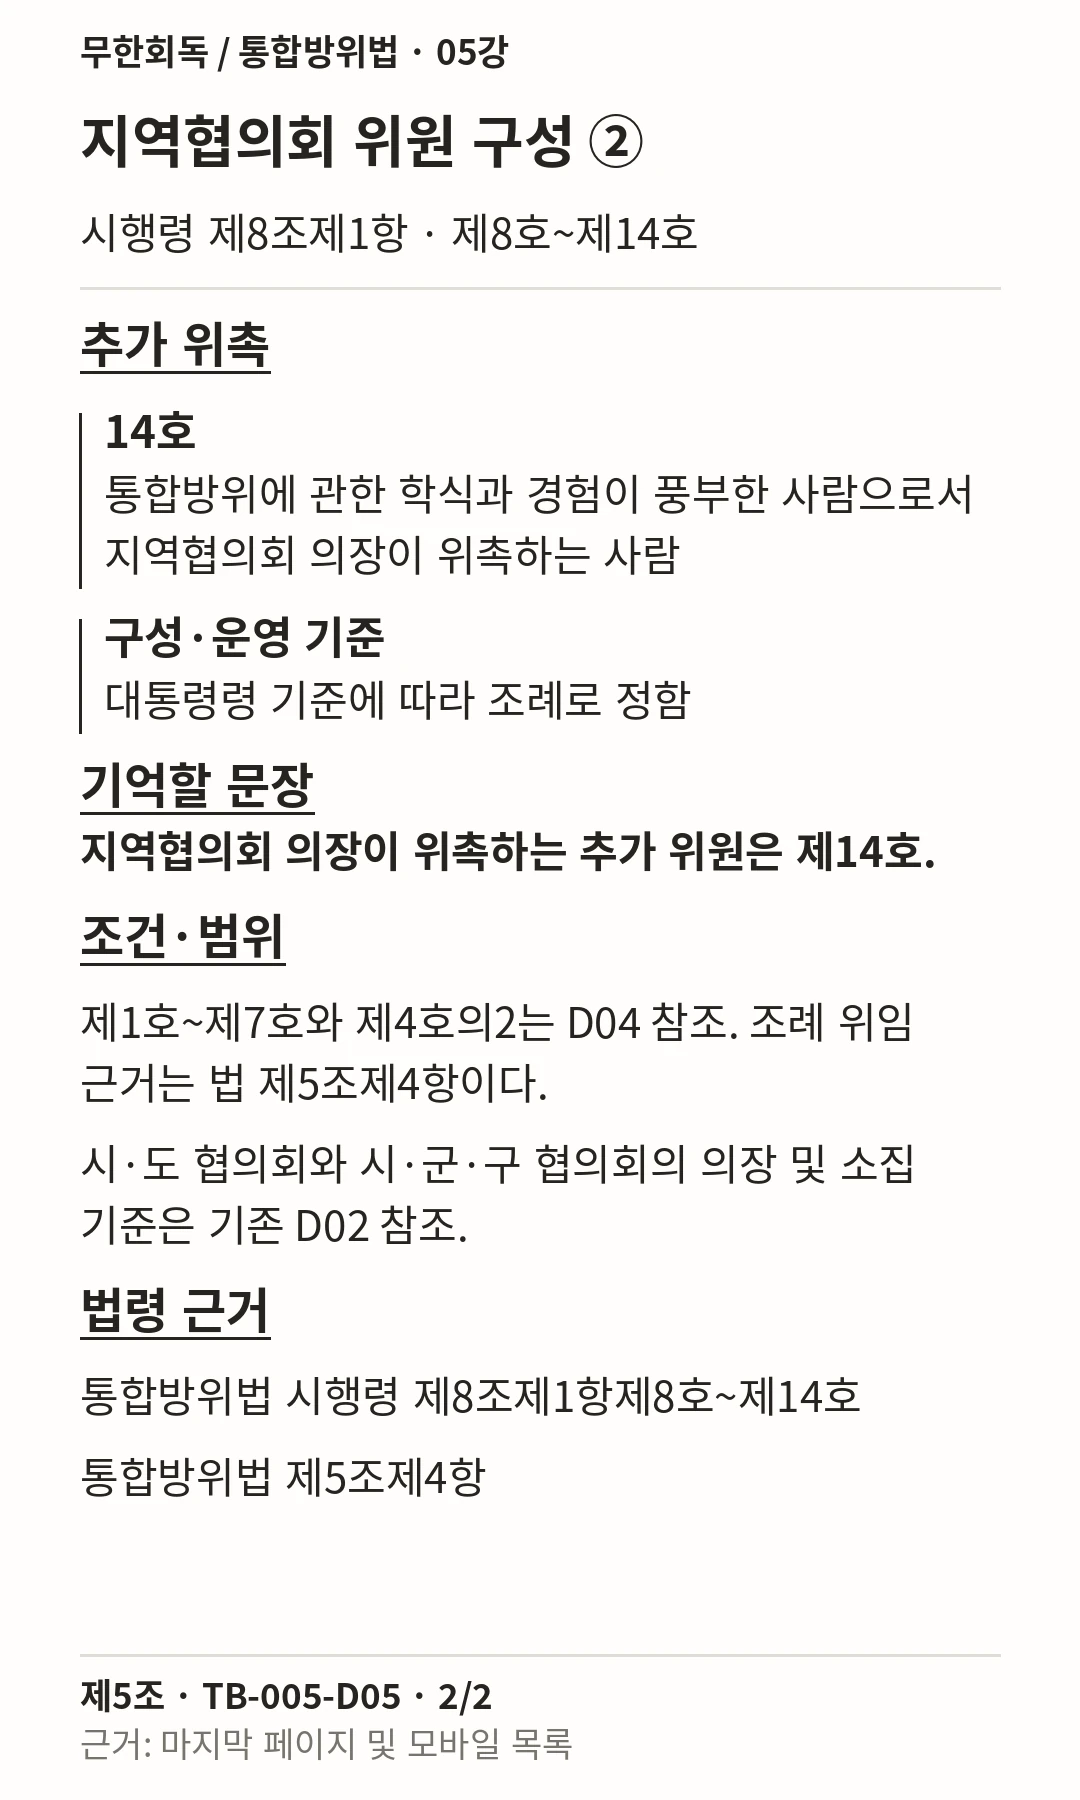 무한회독 / 통합방위법 · 05강
지역협의회 위원 구성 ②
시행령 제8조제1항 · 제8호~제14호
추가 위촉
14호
통합방위에 관한 학식과 경험이 풍부한 사람으로서
지역협의회 의장이 위촉하는 사람
구성·운영 기준
대통령령 기준에 따라 조례로 정함
기억할 문장
지역협의회 의장이 위촉하는 추가 위원은 제14호.
조건·범위
제1호~제7호와 제4호의2는 D04 참조. 조례 위임
근거는 법 제5조제4항이다.
시·도 협의회와 시·군·구 협의회의 의장 및 소집
기준은 기존 D02 참조.
법령 근거
통합방위법 시행령 제8조제1항제8호~제14호
통합방위법 제5조제4항
제5조 · TB-005-D05 · 2/2
근거: 마지막 페이지 및 모바일 목록